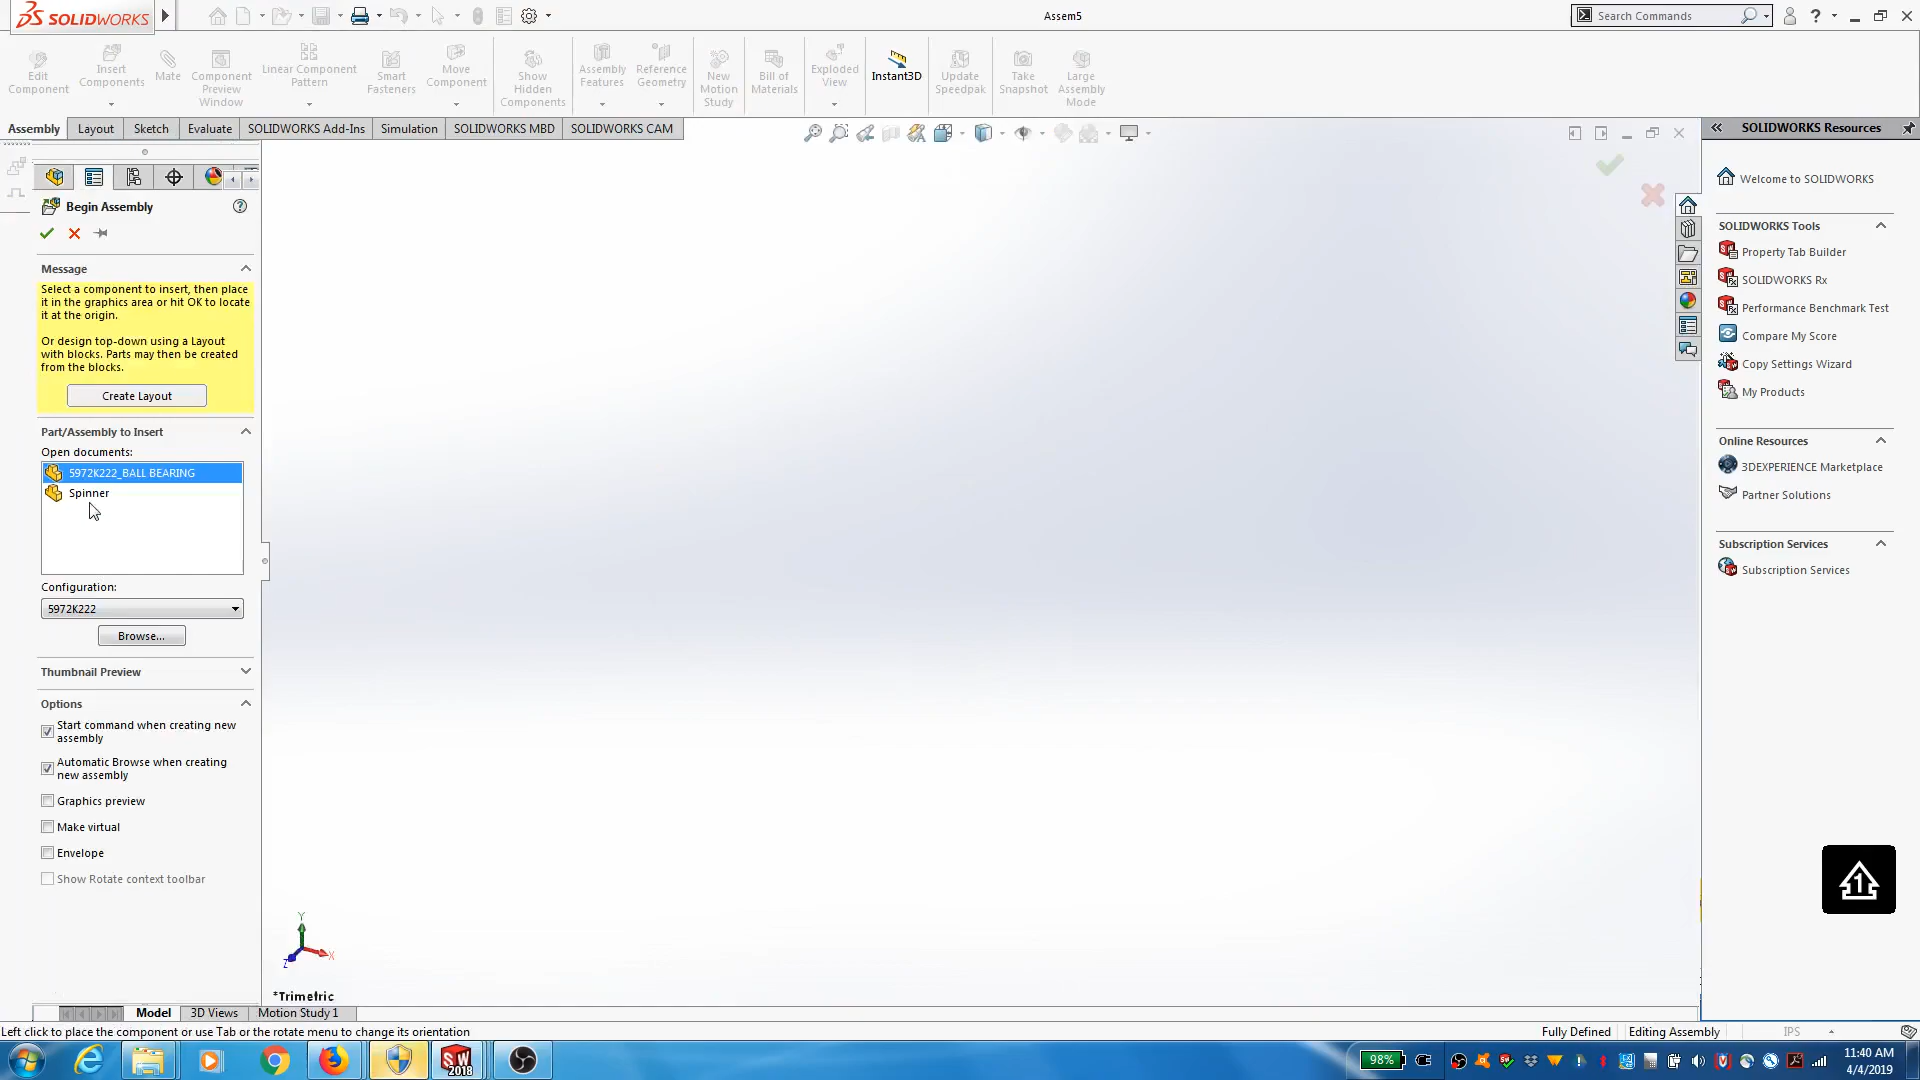 SOLIDWORKS
Assem5
Search Commands
Edit Component
Insert Components
Mate
Component Preview Window
Linear Component Pattern
Smart Fasteners
Move Component
Show Hidden Components
Assembly Features
Reference Geometry
New Motion Study
Bill of Materials
Exploded View
Instant3D
Update Speedpak
Take Snapshot
Large Assembly Mode
Assembly
Layout
Sketch
Evaluate
SOLIDWORKS Add-Ins
Simulation
SOLIDWORKS MBD
SOLIDWORKS CAM
Begin Assembly
Message
Select a component to insert, then place
it in the graphics area or hit OK to locate
it at the origin.
Or design top-down using a Layout
with blocks. Parts may then be created
from the blocks.
Create Layout
Part/Assembly to Insert
Open documents:
5972K222_BALL BEARING
Spinner
Configuration:
5972K222
Browse...
Thumbnail Preview
Options
Start command when creating new
assembly
Automatic Browse when creating
new assembly
Graphics preview
Make virtual
Envelope
Show Rotate context toolbar
Y
X
Z
*Trimetric
SOLIDWORKS Resources
Welcome to SOLIDWORKS
SOLIDWORKS Tools
Property Tab Builder
SOLIDWORKS Rx
Performance Benchmark Test
Compare My Score
Copy Settings Wizard
My Products
Online Resources
3DEXPERIENCE Marketplace
Partner Solutions
Subscription Services
Subscription Services
1
Model
3D Views
Motion Study 1
Left click to place the component or use Tab or the rotate menu to change its orientation
Fully Defined
Editing Assembly
IPS
SW
2018
98%
11:40 AM
4/4/2019